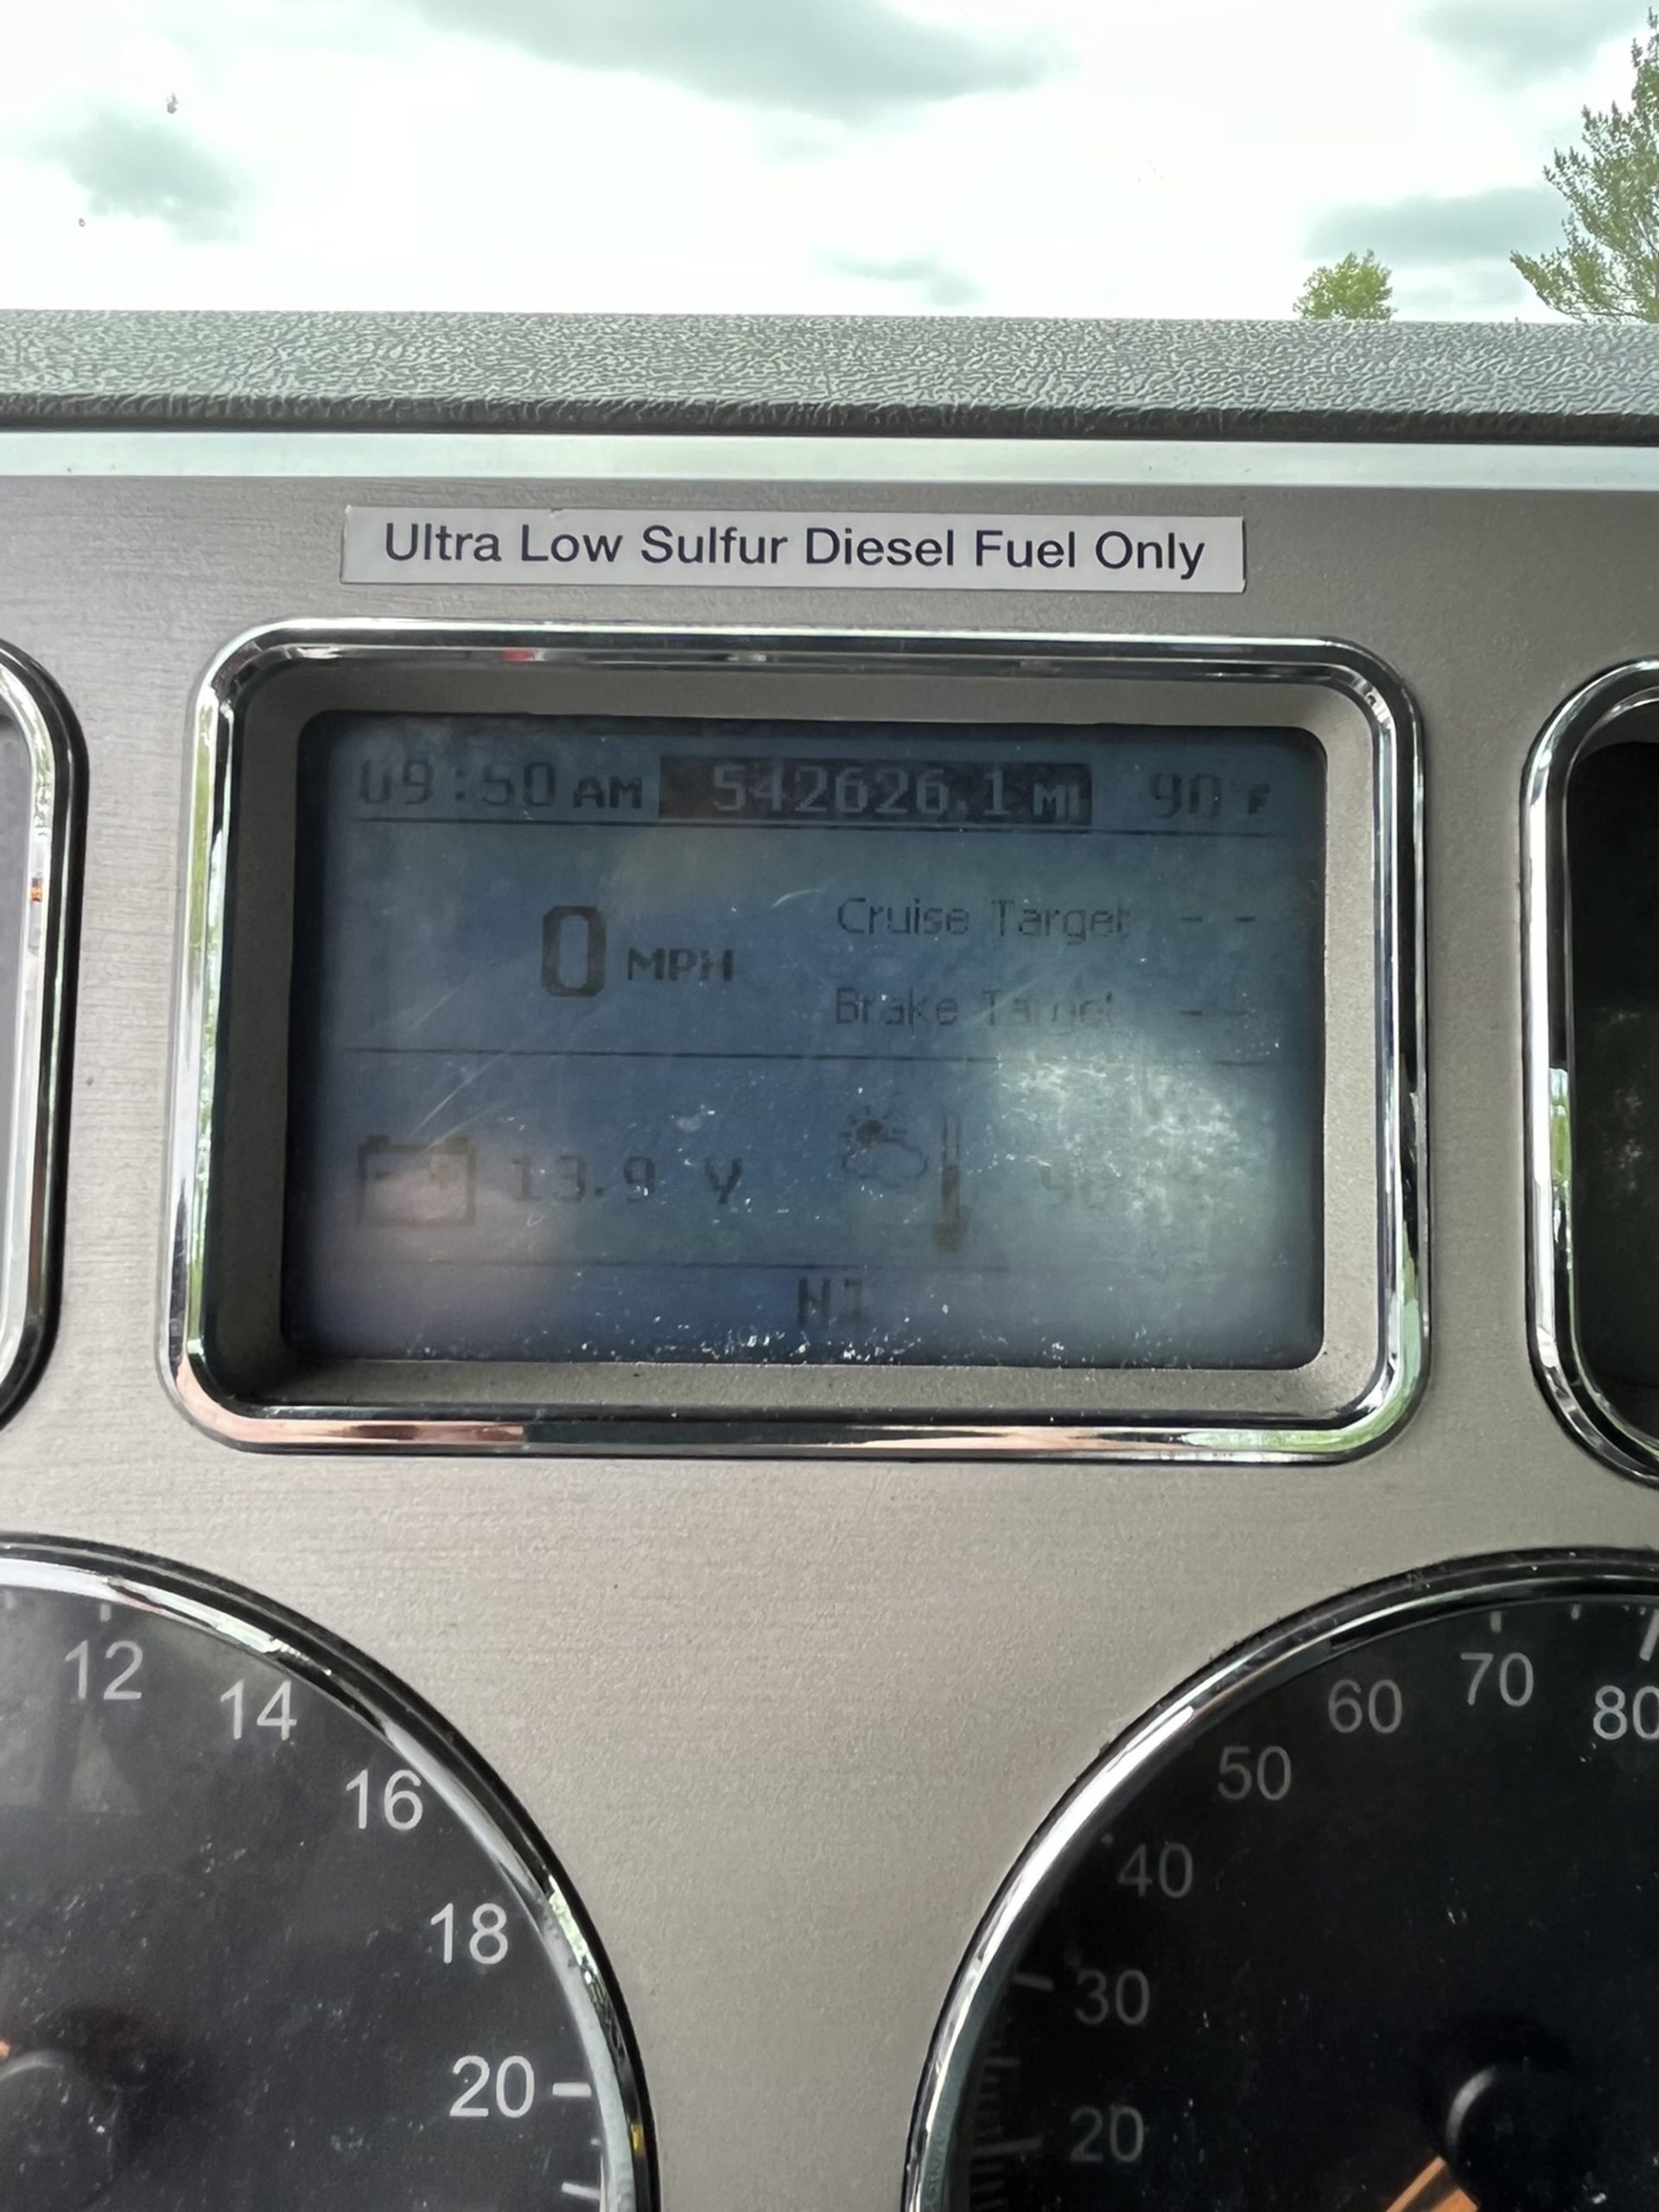 Ultra Low Sulfur Diesel Fuel Only
09:50 AM 542626.1 MI 90°F
0 MPH
Cruise Target - -
Brake Target -
13.9 V
N1
12
14
16
18
20
80
70
60
50
40
30
20